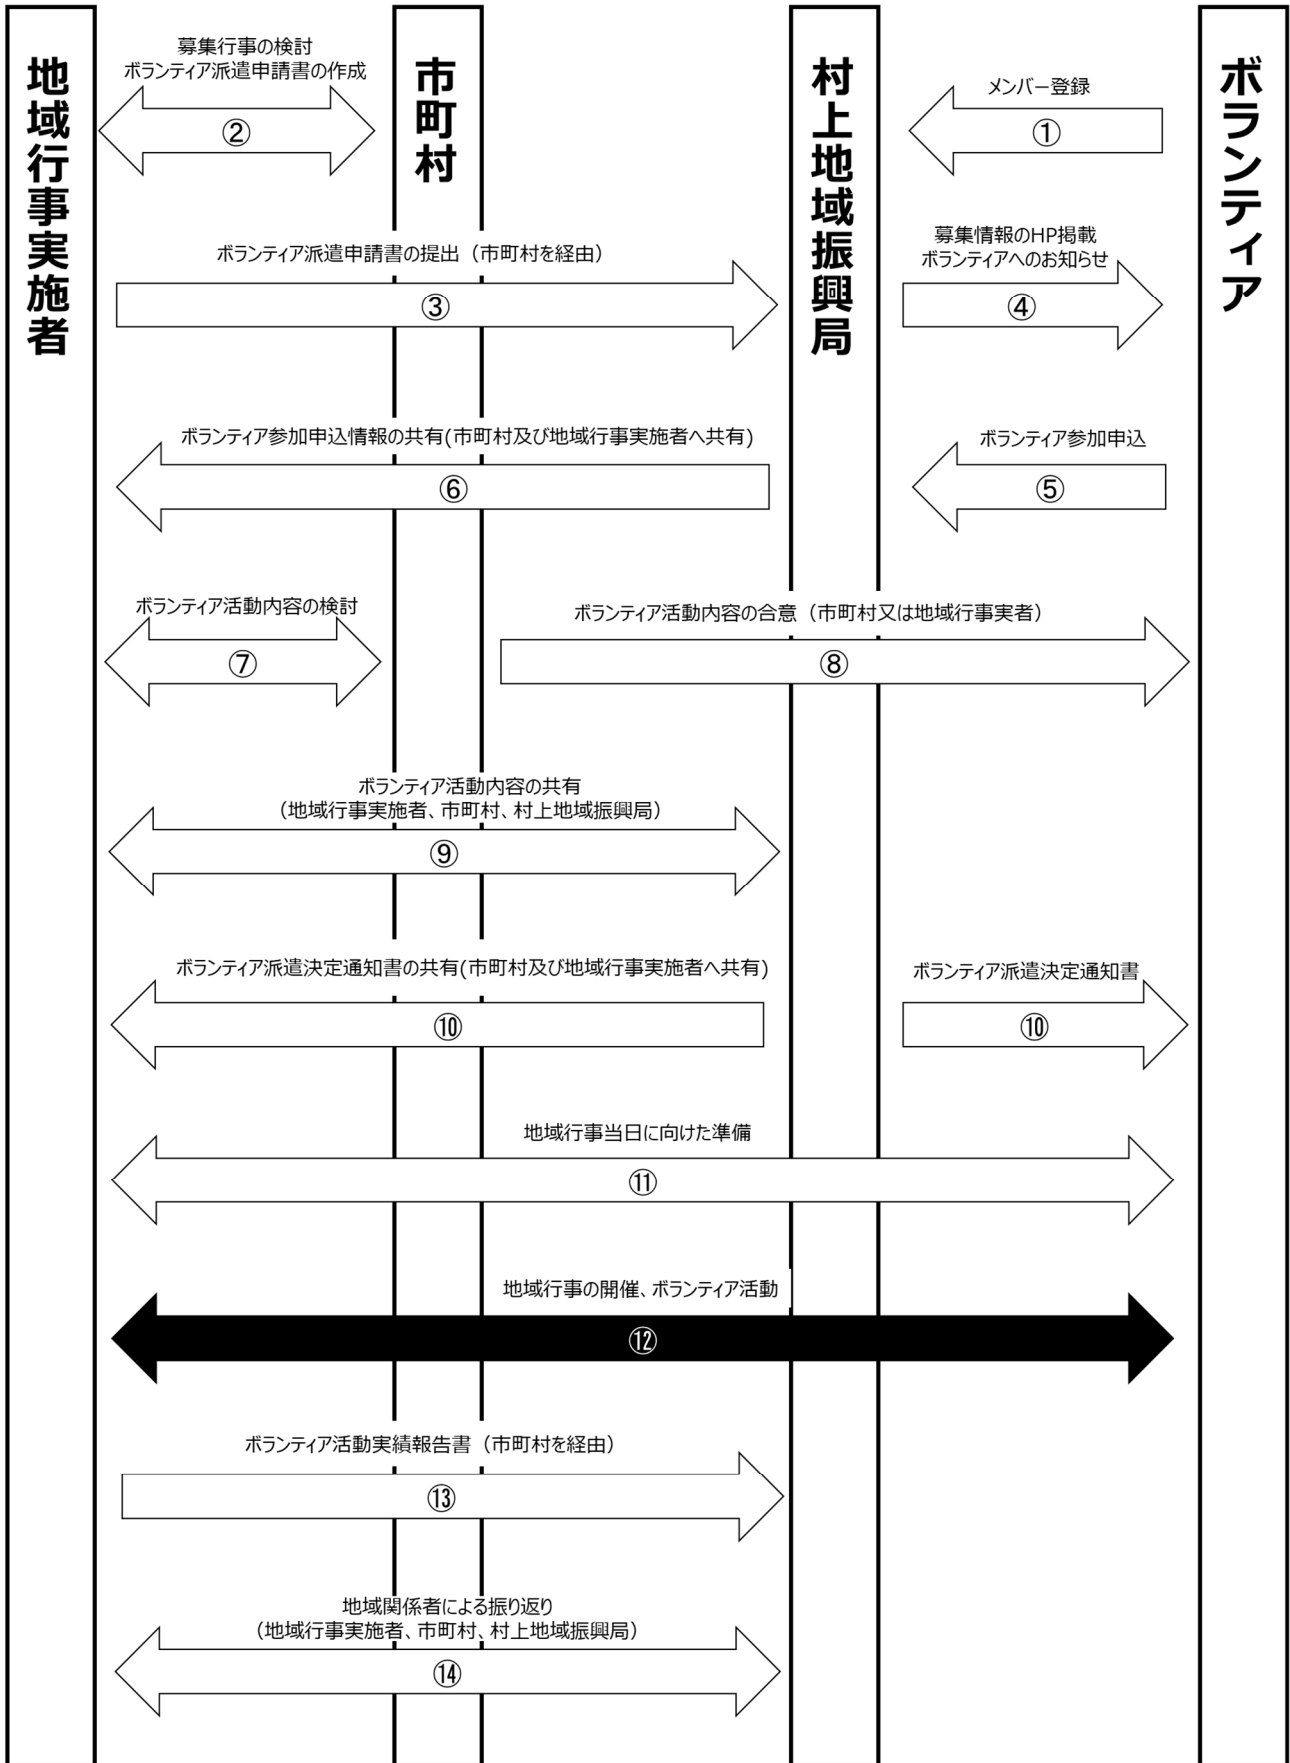 地域行事実施者
市町村
村上地域振興局
ボランティア
募集行事の検討
ボランティア派遣申請書の作成
②
メンバー登録
①
ボランティア派遣申請書の提出（市町村を経由）
③
募集情報のHP掲載
ボランティアへのお知らせ
④
ボランティア参加申込情報の共有(市町村及び地域行事実施者へ共有)
⑥
ボランティア参加申込
⑤
ボランティア活動内容の検討
⑦
ボランティア活動内容の合意（市町村又は地域行事実者）
⑧
ボランティア活動内容の共有
（地域行事実施者、市町村、村上地域振興局）
⑨
ボランティア派遣決定通知書の共有(市町村及び地域行事実施者へ共有)
⑩
ボランティア派遣決定通知書
⑩
地域行事当日に向けた準備
⑪
地域行事の開催、ボランティア活動
⑫
ボランティア活動実績報告書（市町村を経由）
⑬
地域関係者による振り返り
（地域行事実施者、市町村、村上地域振興局）
⑭